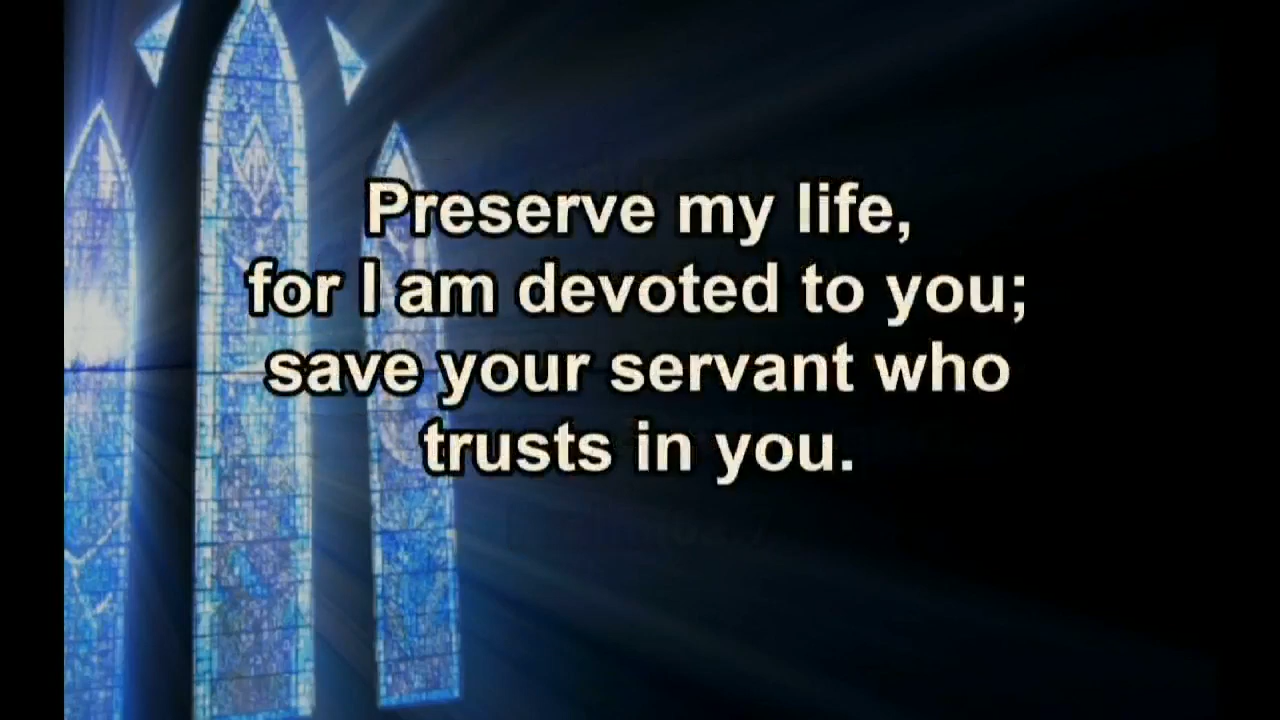 Preserve my life,
for I am devoted to you;
save your servant who
trusts in you.